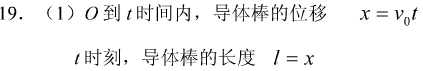 19. （1）O 到 t 时间内，导体棒的位移 x = v₀t
t 时刻，导体棒的长度 l = x